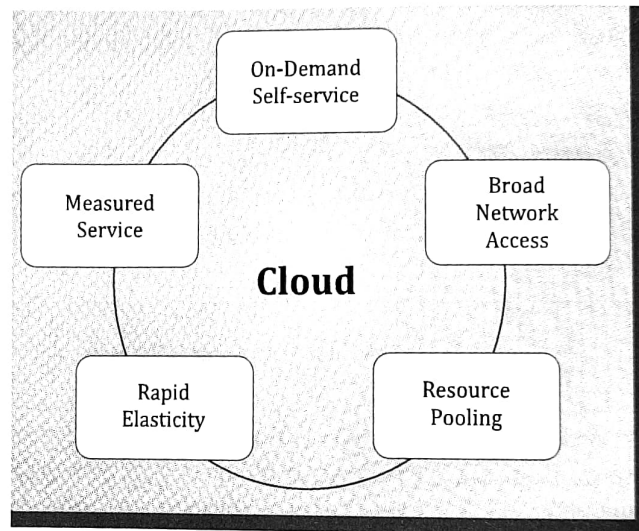 On-Demand
Self-service
Broad
Network
Access
Measured
Service
Cloud
Resource
Pooling
Rapid
Elasticity